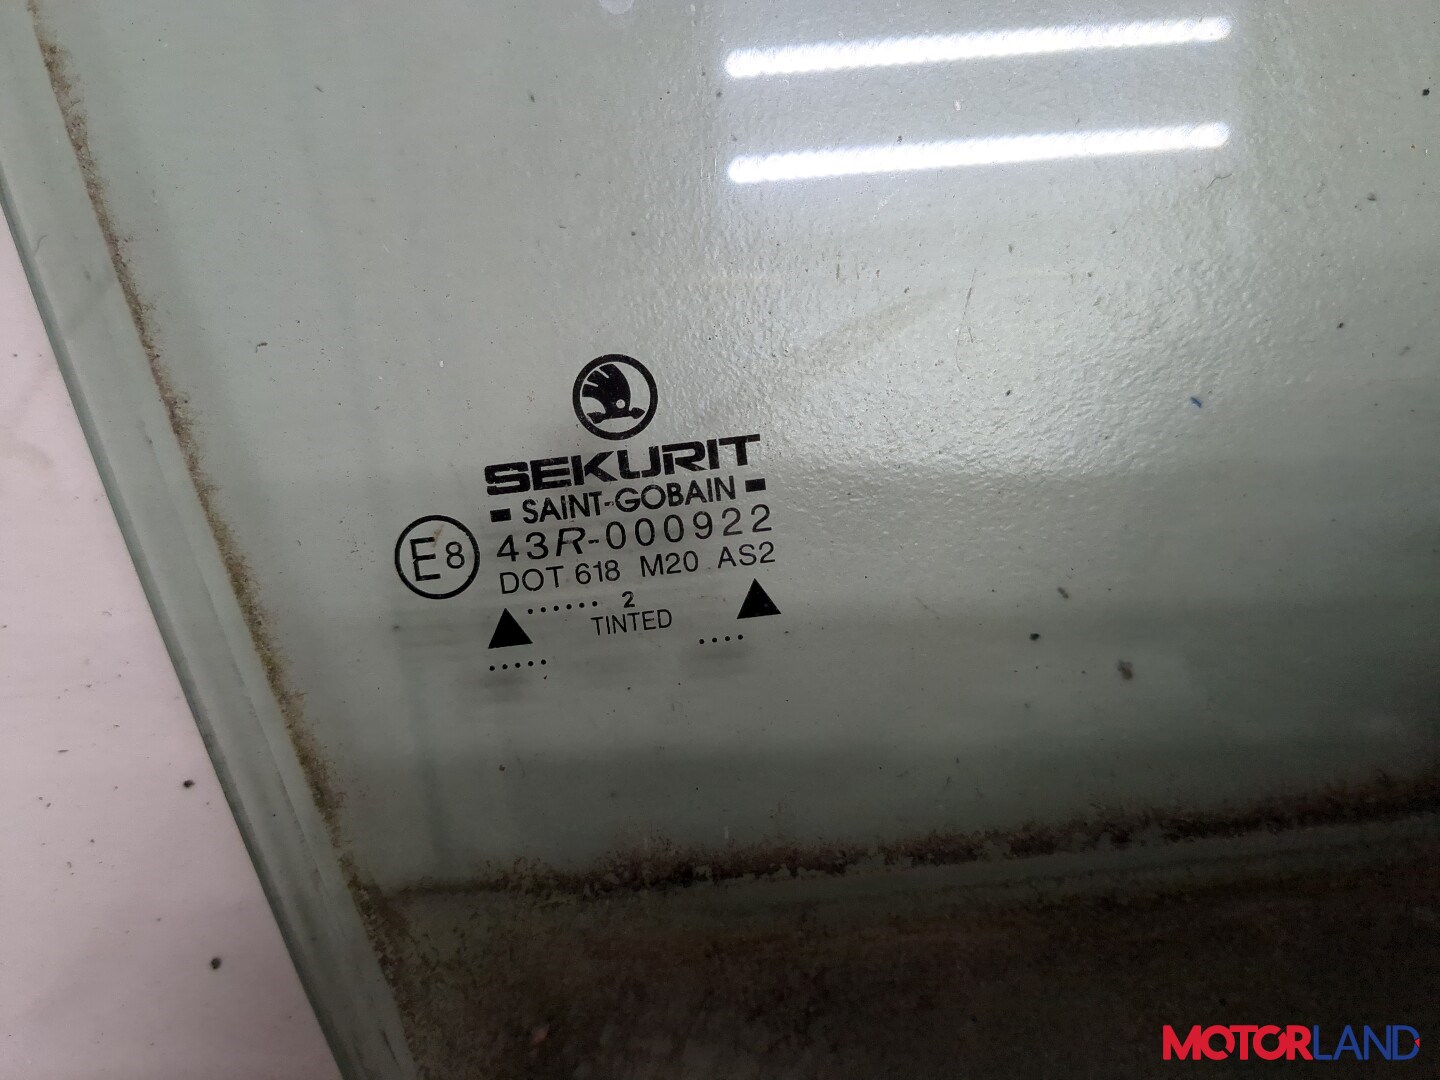 SEKURIT
SAINT-GOBAIN
E8 43R-000922
DOT 618 M20 AS2
...... 2
TINTED
..... ....
MOTORLAND